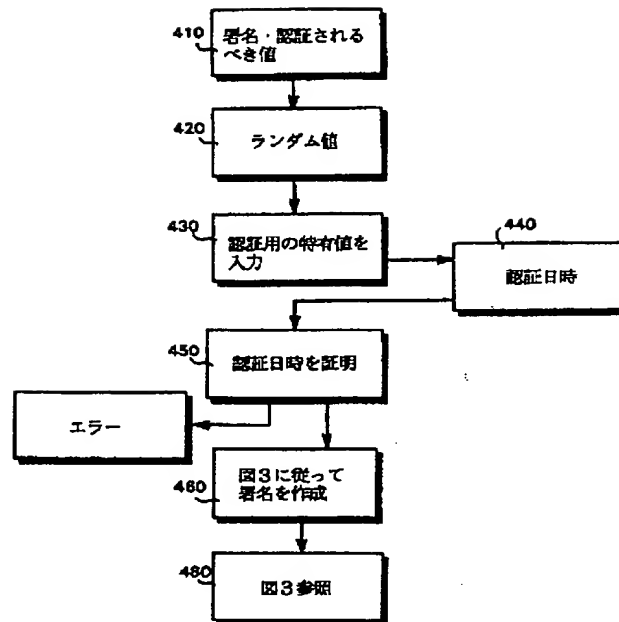 410
署名・認証される
べき値
420
ランダム値
430
認証用の特有値を
入力
440
認証日時
450
認証日時を証明
エラー
460
図3に従って
署名を作成
480
図3参照